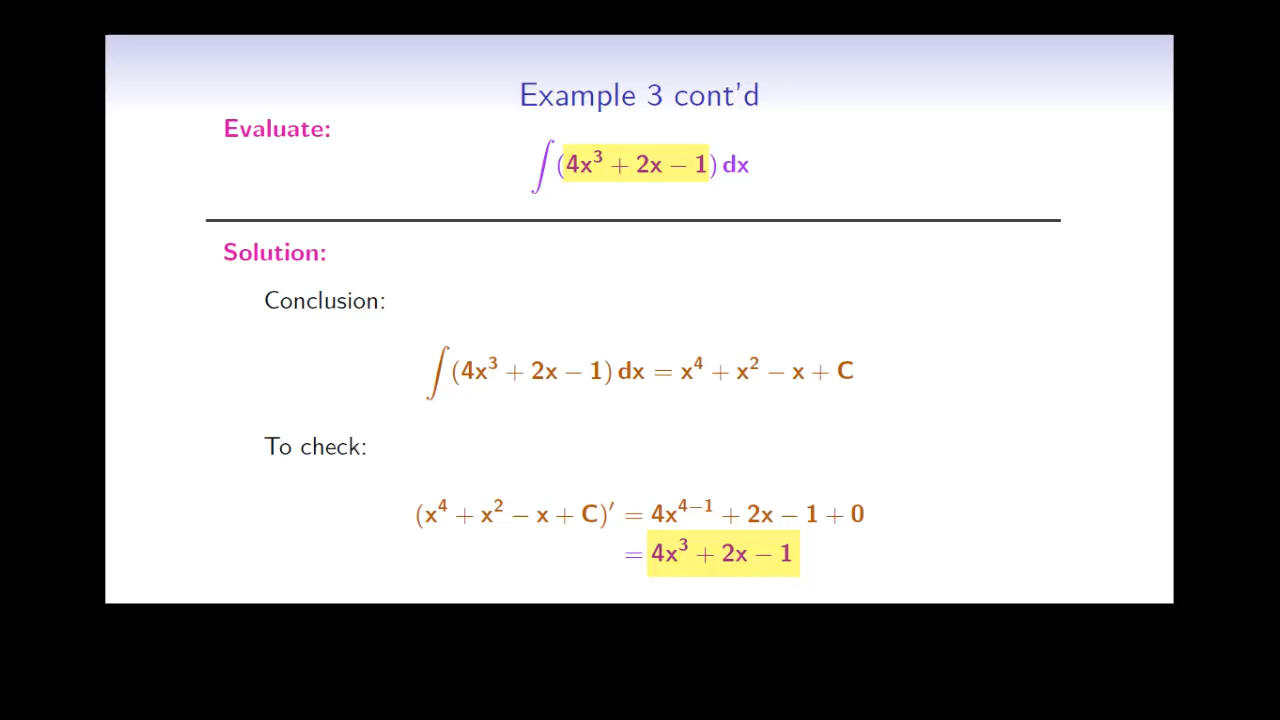 Example 3 cont'd
Evaluate:
∫(4x³ + 2x − 1) dx
Solution:
Conclusion:
∫(4x³ + 2x − 1) dx = x⁴ + x² − x + C
To check:
(x⁴ + x² − x + C)′ = 4x⁴⁻¹ + 2x − 1 + 0
= 4x³ + 2x − 1